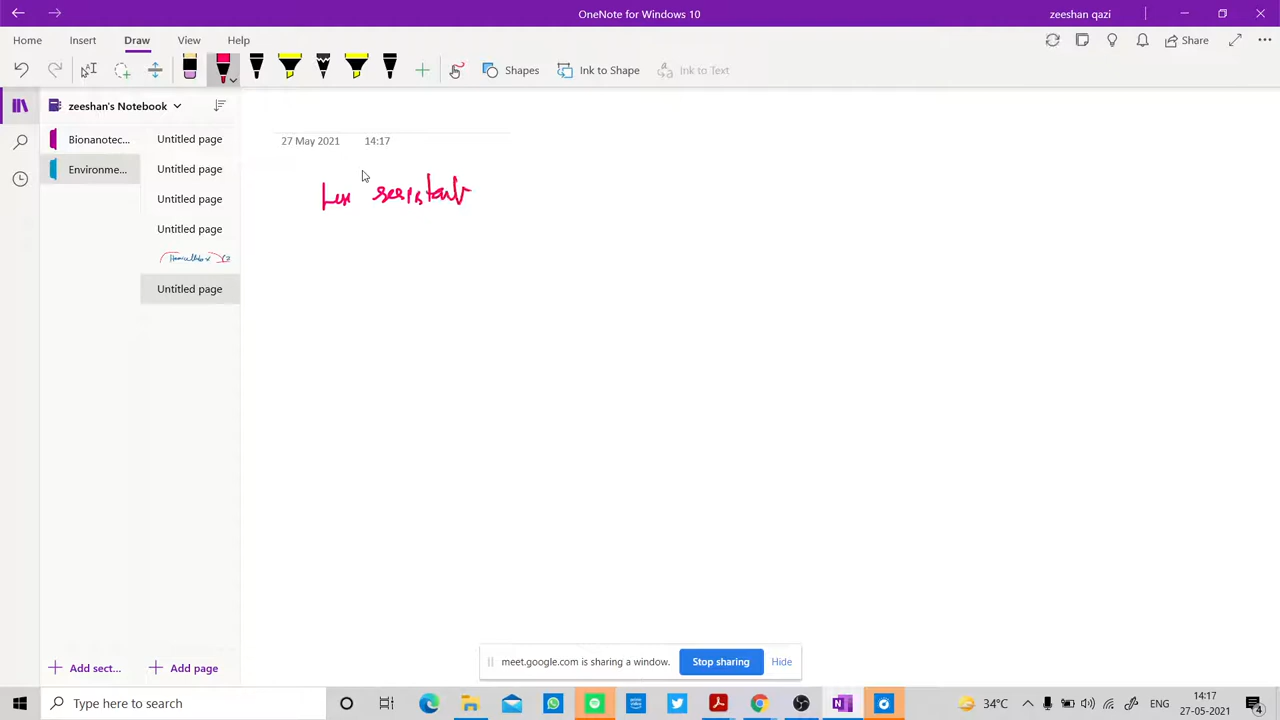 OneNote for Windows 10
zeeshan qazi
Home Insert Draw View Help
Share
Shapes
Ink to Shape
Ink to Text
zeeshan's Notebook
Bionanotec...
Environme...
Untitled page
Untitled page
Untitled page
Untitled page
Untitled page
27 May 2021 14:17
resistant
Add sect...
Add page
meet.google.com is sharing a window.
Stop sharing
Hide
Type here to search
34°C
ENG
14:17
27-05-2021
4